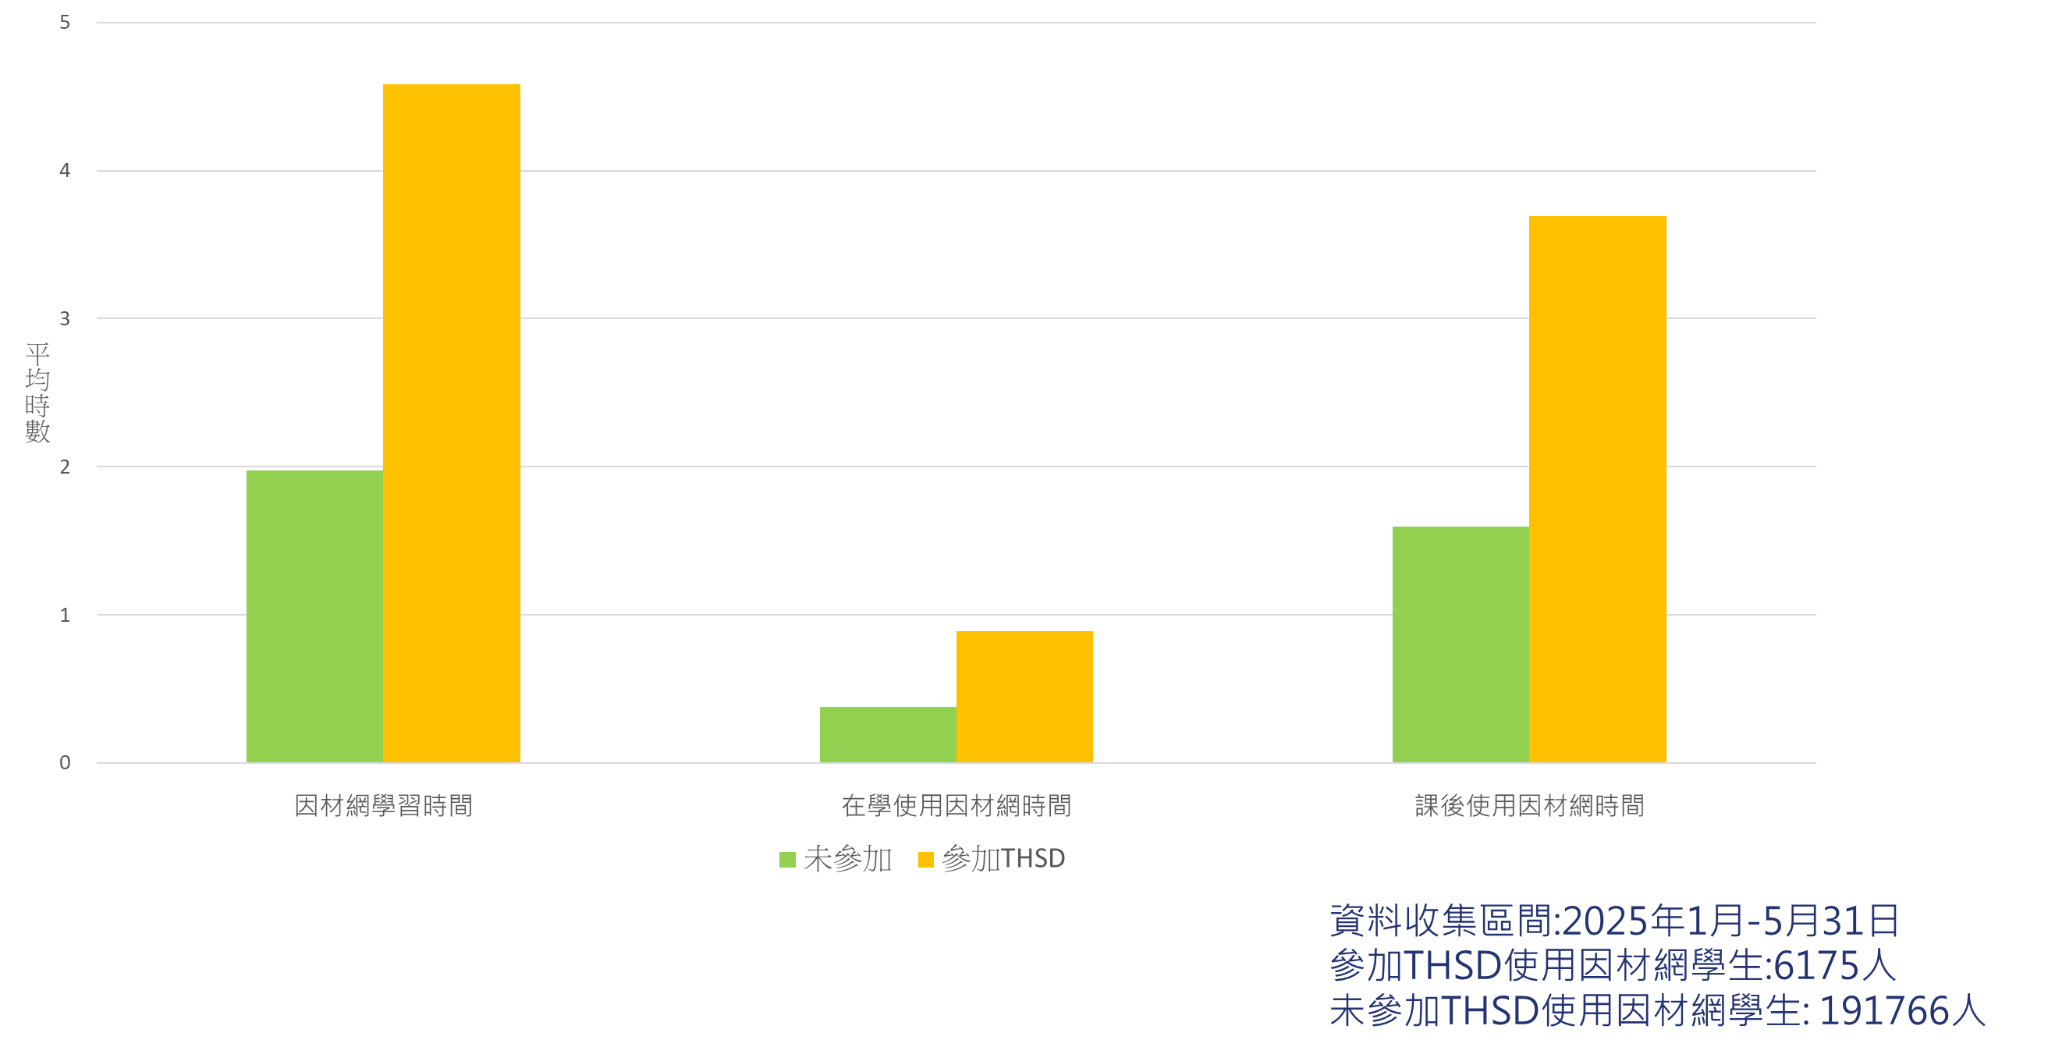 5
4
3
2
1
0
平均時數
因材網學習時間
在學使用因材網時間
課後使用因材網時間
未參加
參加THSD
資料收集區間:2025年1月-5月31日
參加THSD使用因材網學生:6175人
未參加THSD使用因材網學生: 191766人